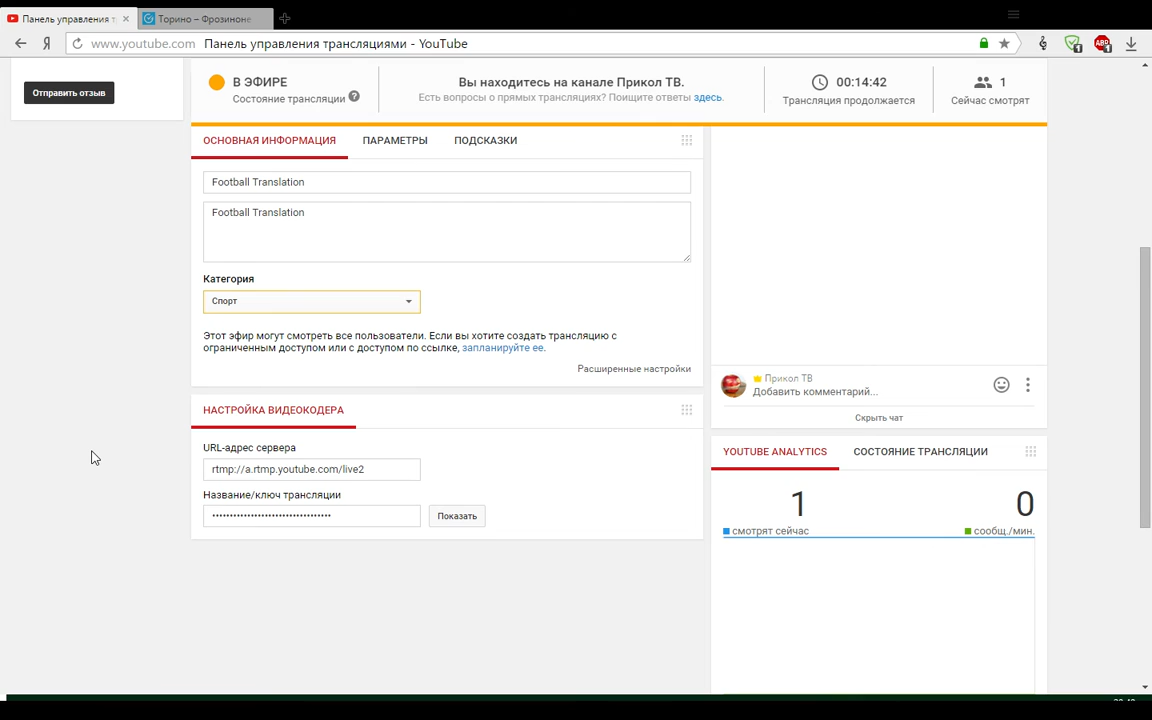 Панель управления т
Торино – Фрозиноне
www.youtube.com Панель управления трансляциями - YouTube
1
ABP
1
Отправить отзыв
В ЭФИРЕ
Состояние трансляции ?
Вы находитесь на канале Прикол ТВ.
Есть вопросы о прямых трансляциях? Поищите ответы здесь.
00:14:42
Трансляция продолжается
1
Сейчас смотрят
ОСНОВНАЯ ИНФОРМАЦИЯ
ПАРАМЕТРЫ
ПОДСКАЗКИ
Football Translation
Football Translation
Категория
Спорт
Этот эфир могут смотреть все пользователи. Если вы хотите создать трансляцию с
ограниченным доступом или с доступом по ссылке, запланируйте ее.
Расширенные настройки
НАСТРОЙКА ВИДЕОКОДЕРА
URL-адрес сервера
rtmp://a.rtmp.youtube.com/live2
Название/ключ трансляции
Показать
Прикол ТВ
Добавить комментарий...
Скрыть чат
YOUTUBE ANALYTICS
СОСТОЯНИЕ ТРАНСЛЯЦИИ
1
смотрят сейчас
0
сообщ./мин.